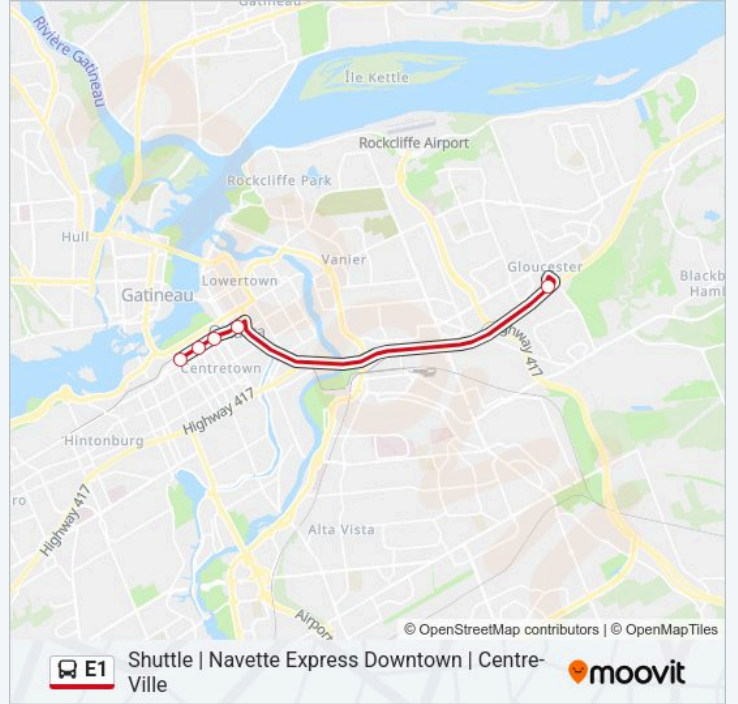 Gatineau
Rivière Gatineau
Île Kettle
Rockcliffe Airport
Rockcliffe Park
Hull
Vanier
Gloucester
Gatineau
Lowertown
Blackb
Haml
Centretown
Highway 417
Highway 417
Hintonburg
ro
Highway 417
Alta Vista
Airpor
© OpenStreetMap contributors | © OpenMapTiles
E1
Shuttle | Navette Express Downtown | Centre-
Ville
moovit